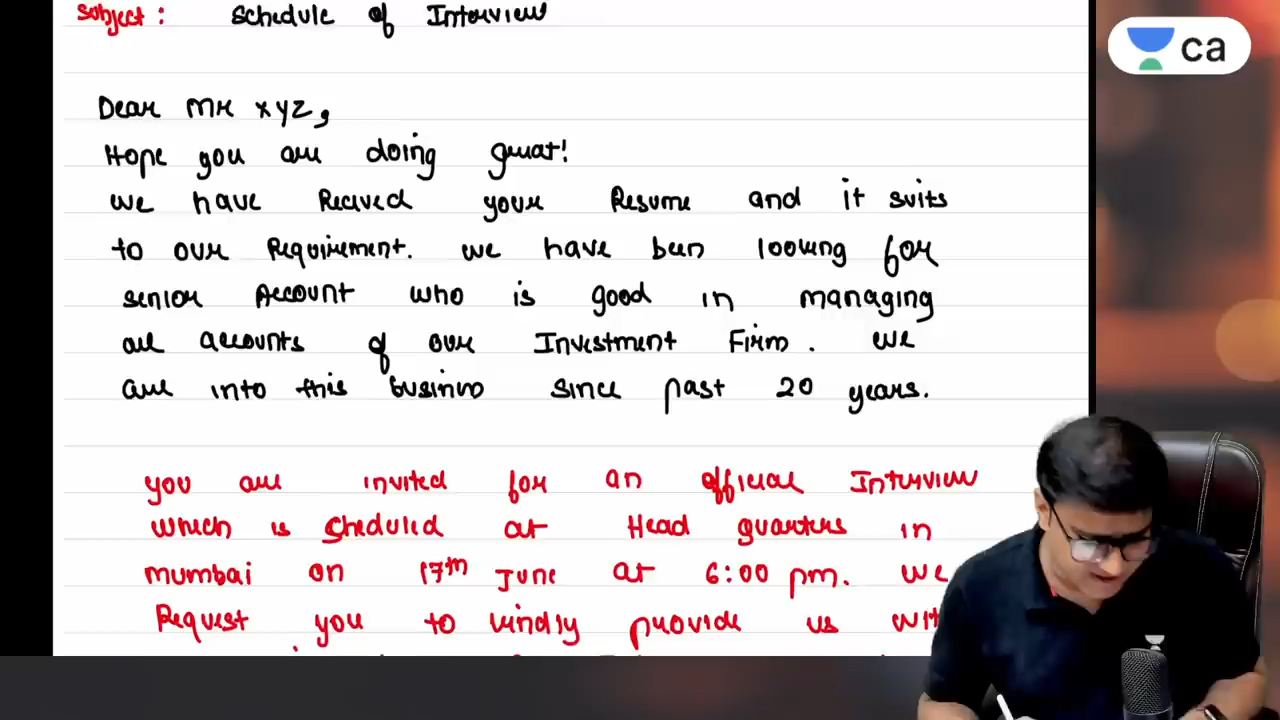 Subject: Schedule of Interview
ca
Dear Mr XYZ,
Hope you are doing great!
We have Recived your Resume and it suits
to our Requirement. We have been looking for
senior Account who is good in managing
all accounts of our Investment Firm. We
are into this business since past 20 years.
You are invited for an official Interview
which is scheduled at Head quarters in
mumbai on 17th June at 6:00 pm. We
Request you to kindly provide us